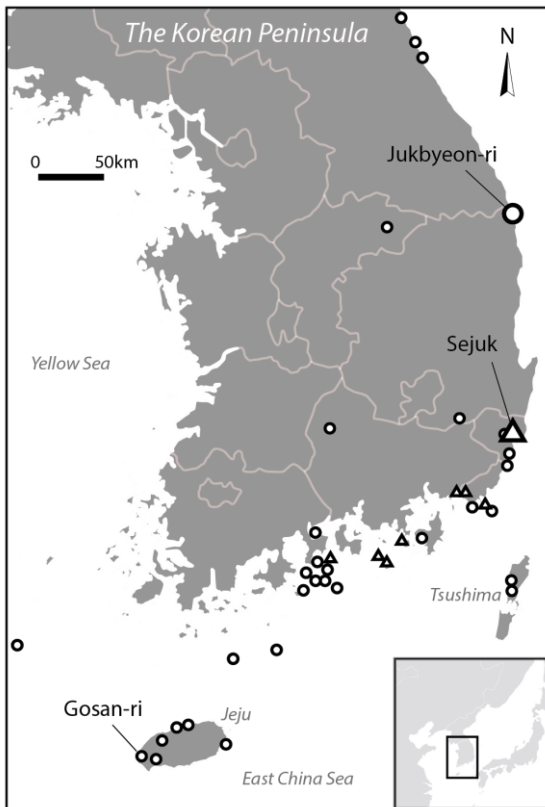 The Korean Peninsula
N
0 50km
Jukbyeon-ri
Yellow Sea
Sejuk
Tsushima
Gosan-ri
Jeju
East China Sea